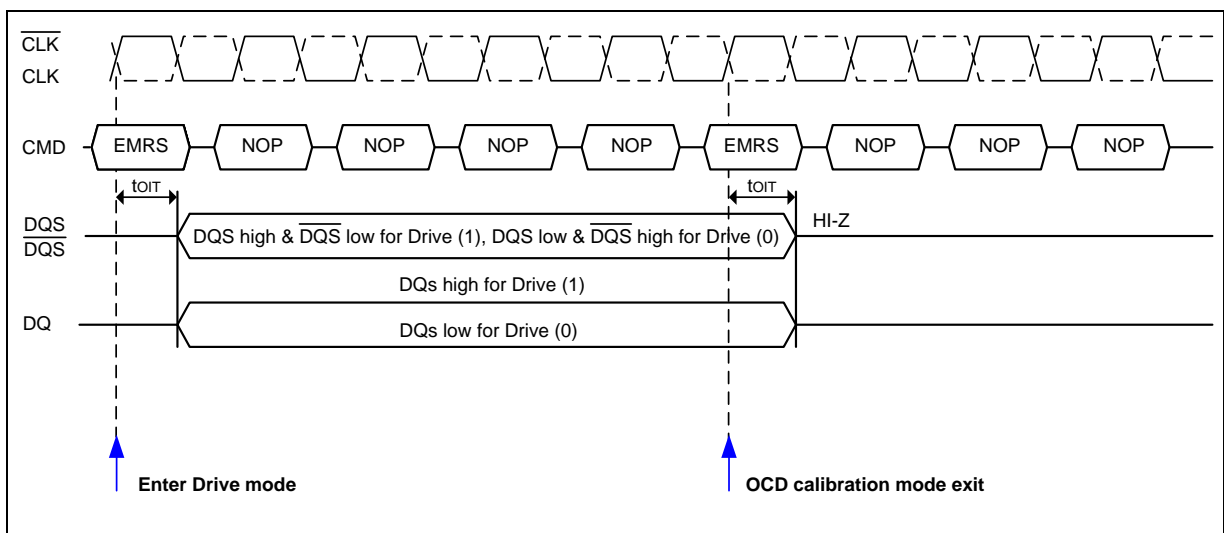 CLK
CLK
CMD EMRS NOP NOP NOP NOP EMRS NOP NOP NOP
tOIT tOIT
DQS
DQS
DQS high & DQS low for Drive (1), DQS low & DQS high for Drive (0)
HI-Z
DQs high for Drive (1)
DQ
DQs low for Drive (0)
Enter Drive mode
OCD calibration mode exit